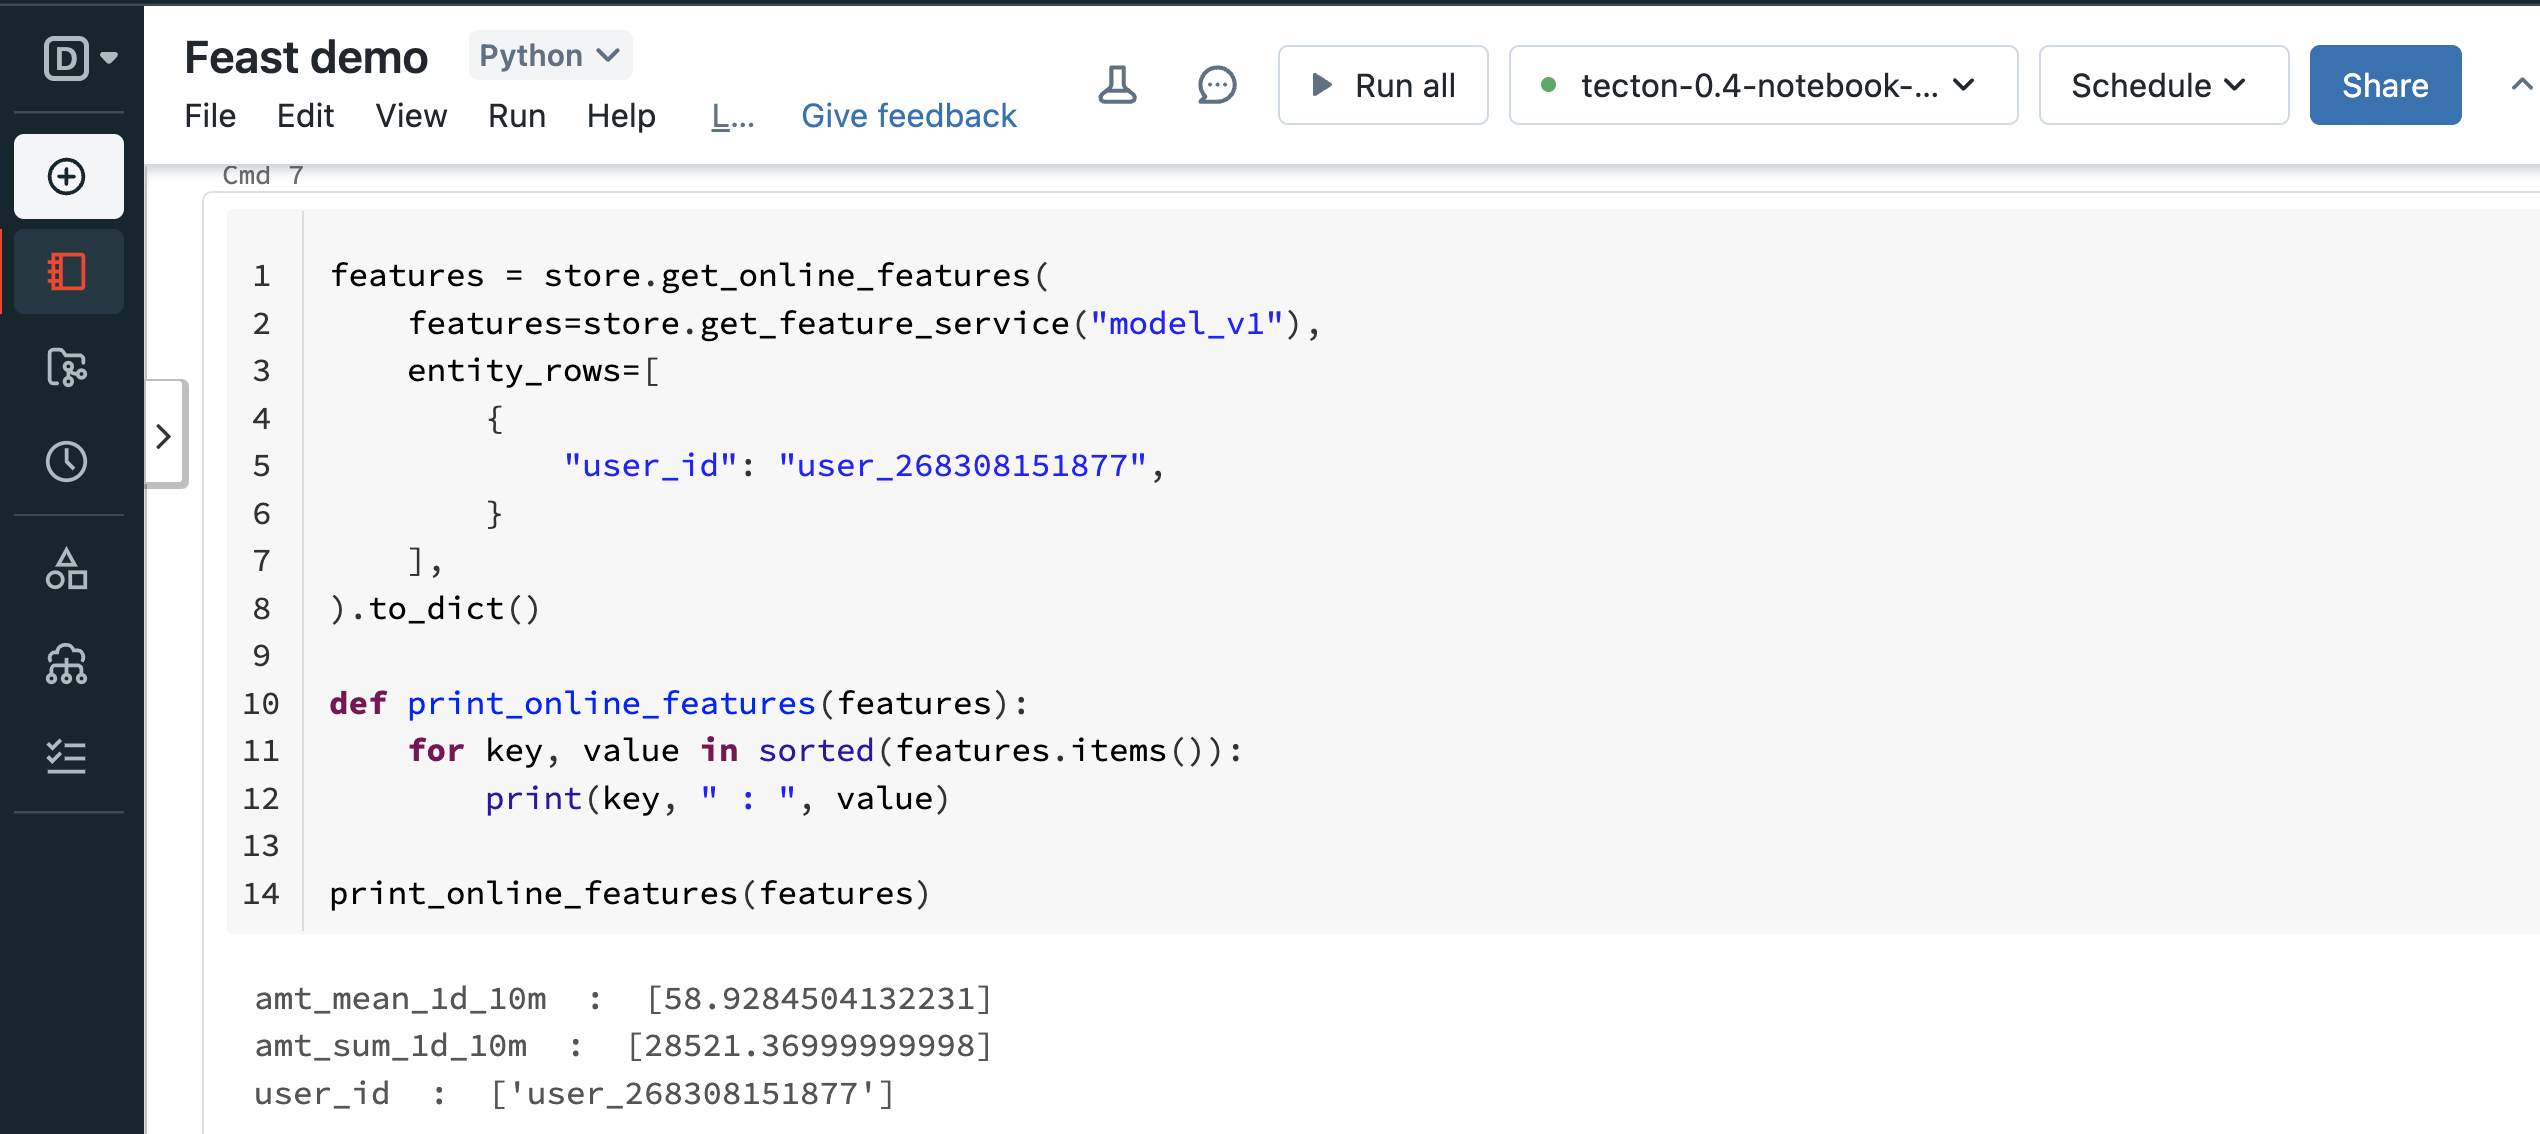 D
Feast demo Python
File Edit View Run Help L... Give feedback
Run all tecton-0.4-notebook-... Schedule Share
Cmd 7
1 features = store.get_online_features(
2     features=store.get_feature_service("model_v1"),
3     entity_rows=[
4         {
5             "user_id": "user_268308151877",
6         }
7     ],
8 ).to_dict()
9
10 def print_online_features(features):
11     for key, value in sorted(features.items()):
12         print(key, " : ", value)
13
14 print_online_features(features)
amt_mean_1d_10m  :  [58.9284504132231]
amt_sum_1d_10m  :  [28521.36999999998]
user_id  :  ['user_268308151877']